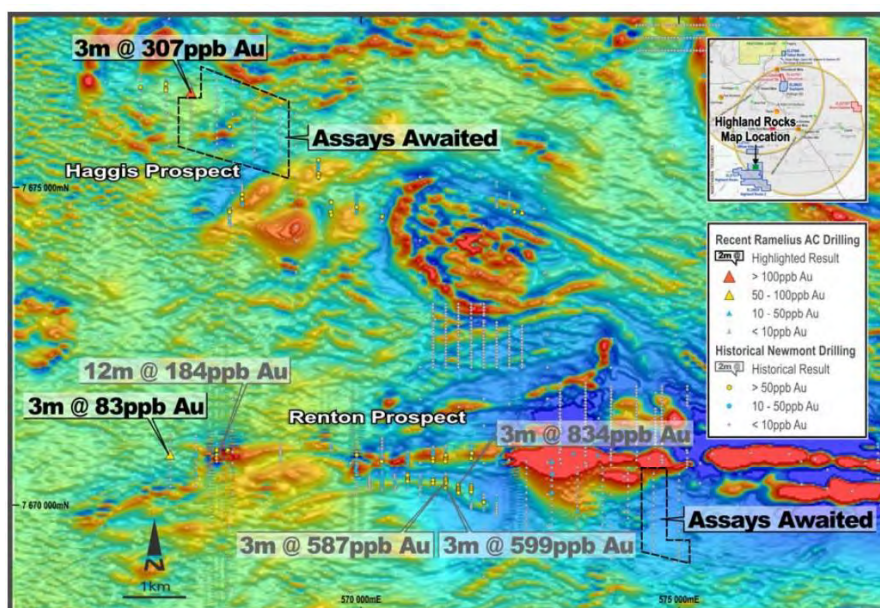 3m @ 307ppb Au
Assays Awaited
Haggis Prospect
7 675 000mN
Highland Rocks
Map Location
Recent Ramelius AC Drilling
2m @
Highlighted Result
> 100ppb Au
50 - 100ppb Au
10 - 50ppb Au
< 10ppb Au
Historical Newmont Drilling
2m @
Historical Result
> 50ppb Au
10 - 50ppb Au
< 10ppb Au
12m @ 184ppb Au
3m @ 83ppb Au
Renton Prospect
3m @ 834ppb Au
7 670 000mN
3m @ 587ppb Au
3m @ 599ppb Au
Assays Awaited
N
1km
570 000mE
575 000mE